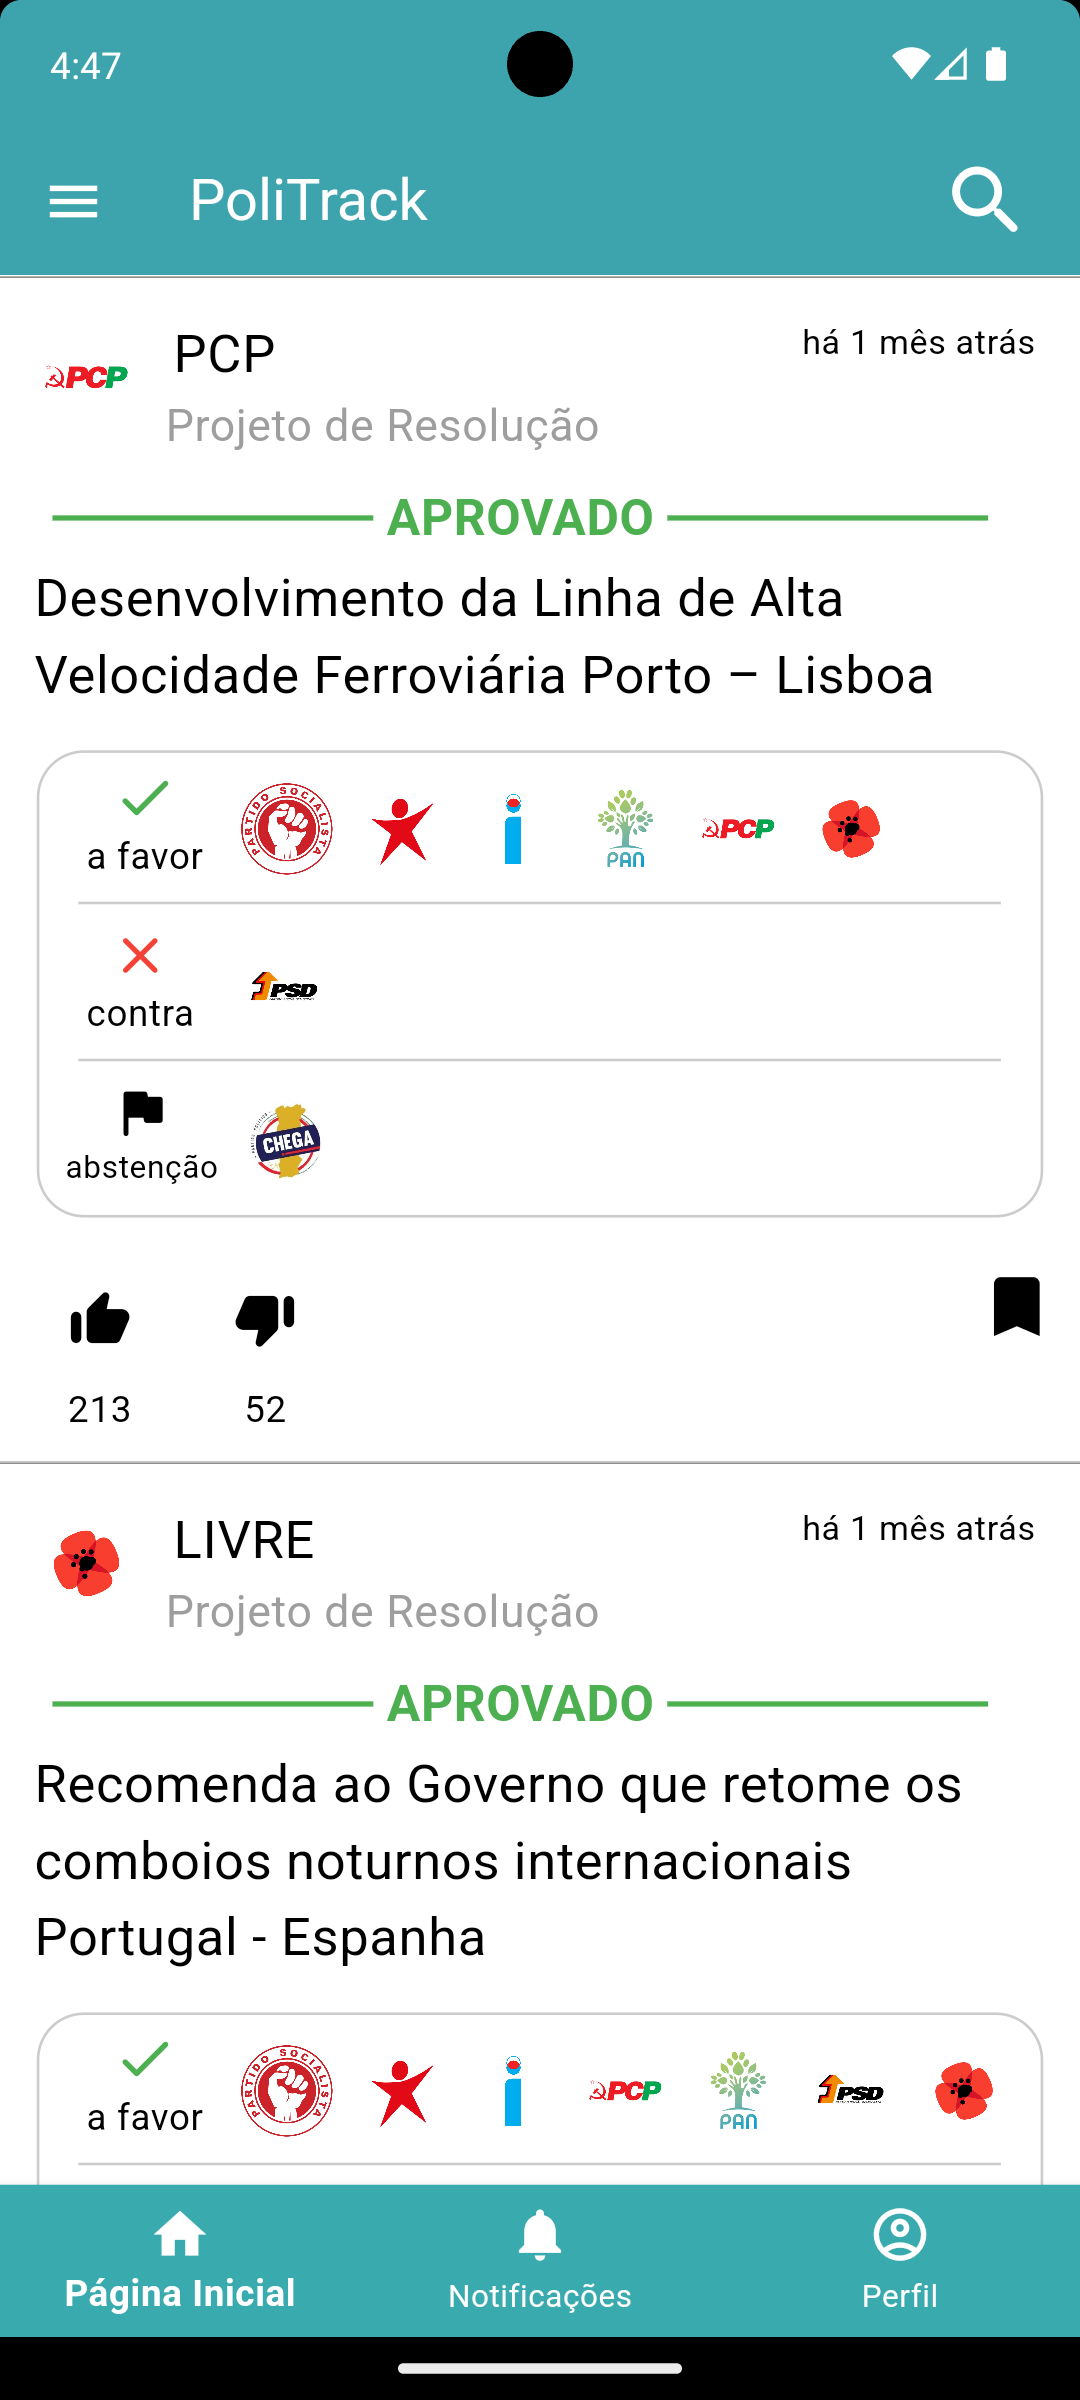 4:47
PoliTrack
PCP
PCP
há 1 mês atrás
Projeto de Resolução
APROVADO
Desenvolvimento da Linha de Alta
Velocidade Ferroviária Porto – Lisboa
a favor
PARTIDO SOCIALISTA
PAN
PCP
contra
PSD
abstenção
CHEGA
213
52
LIVRE
há 1 mês atrás
Projeto de Resolução
APROVADO
Recomenda ao Governo que retome os
comboios noturnos internacionais
Portugal - Espanha
a favor
PARTIDO SOCIALISTA
PCP
PAN
PSD
Página Inicial
Notificações
Perfil